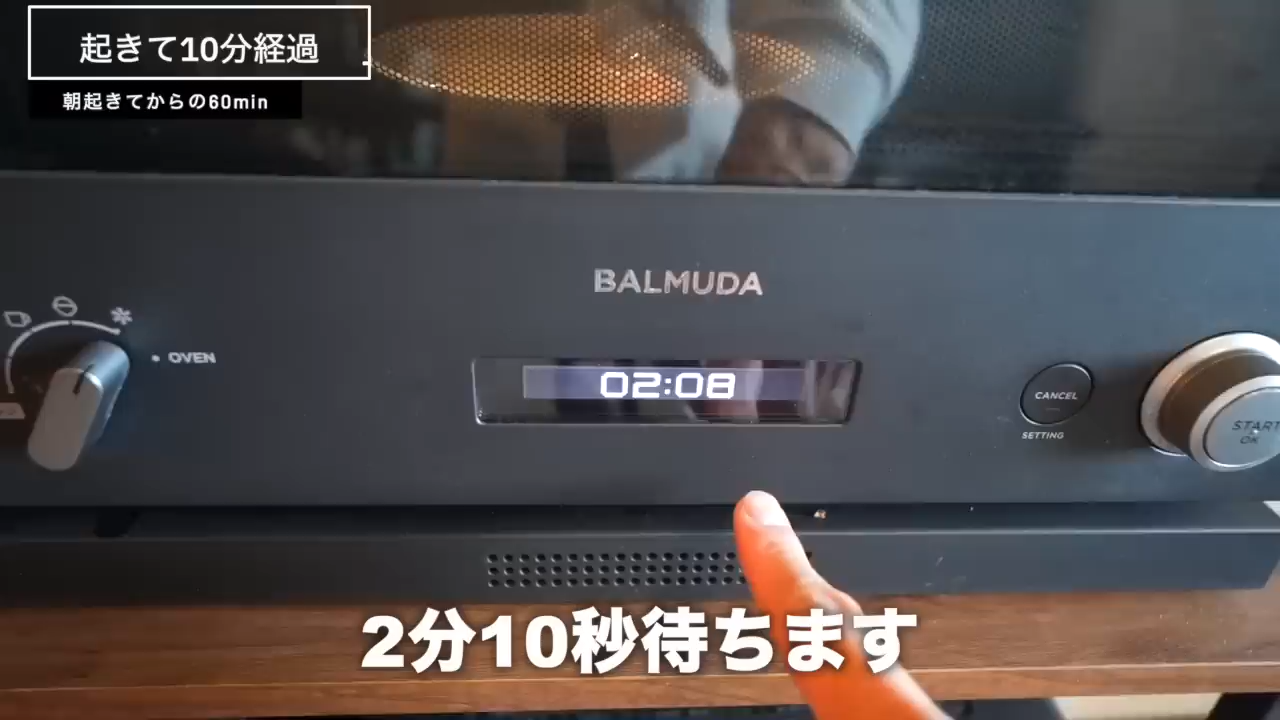 起きて10分経過
朝起きてからの60min
BALMUDA
OVEN
02:08
CANCEL
SETTING
START
OK
2分10秒待ちます